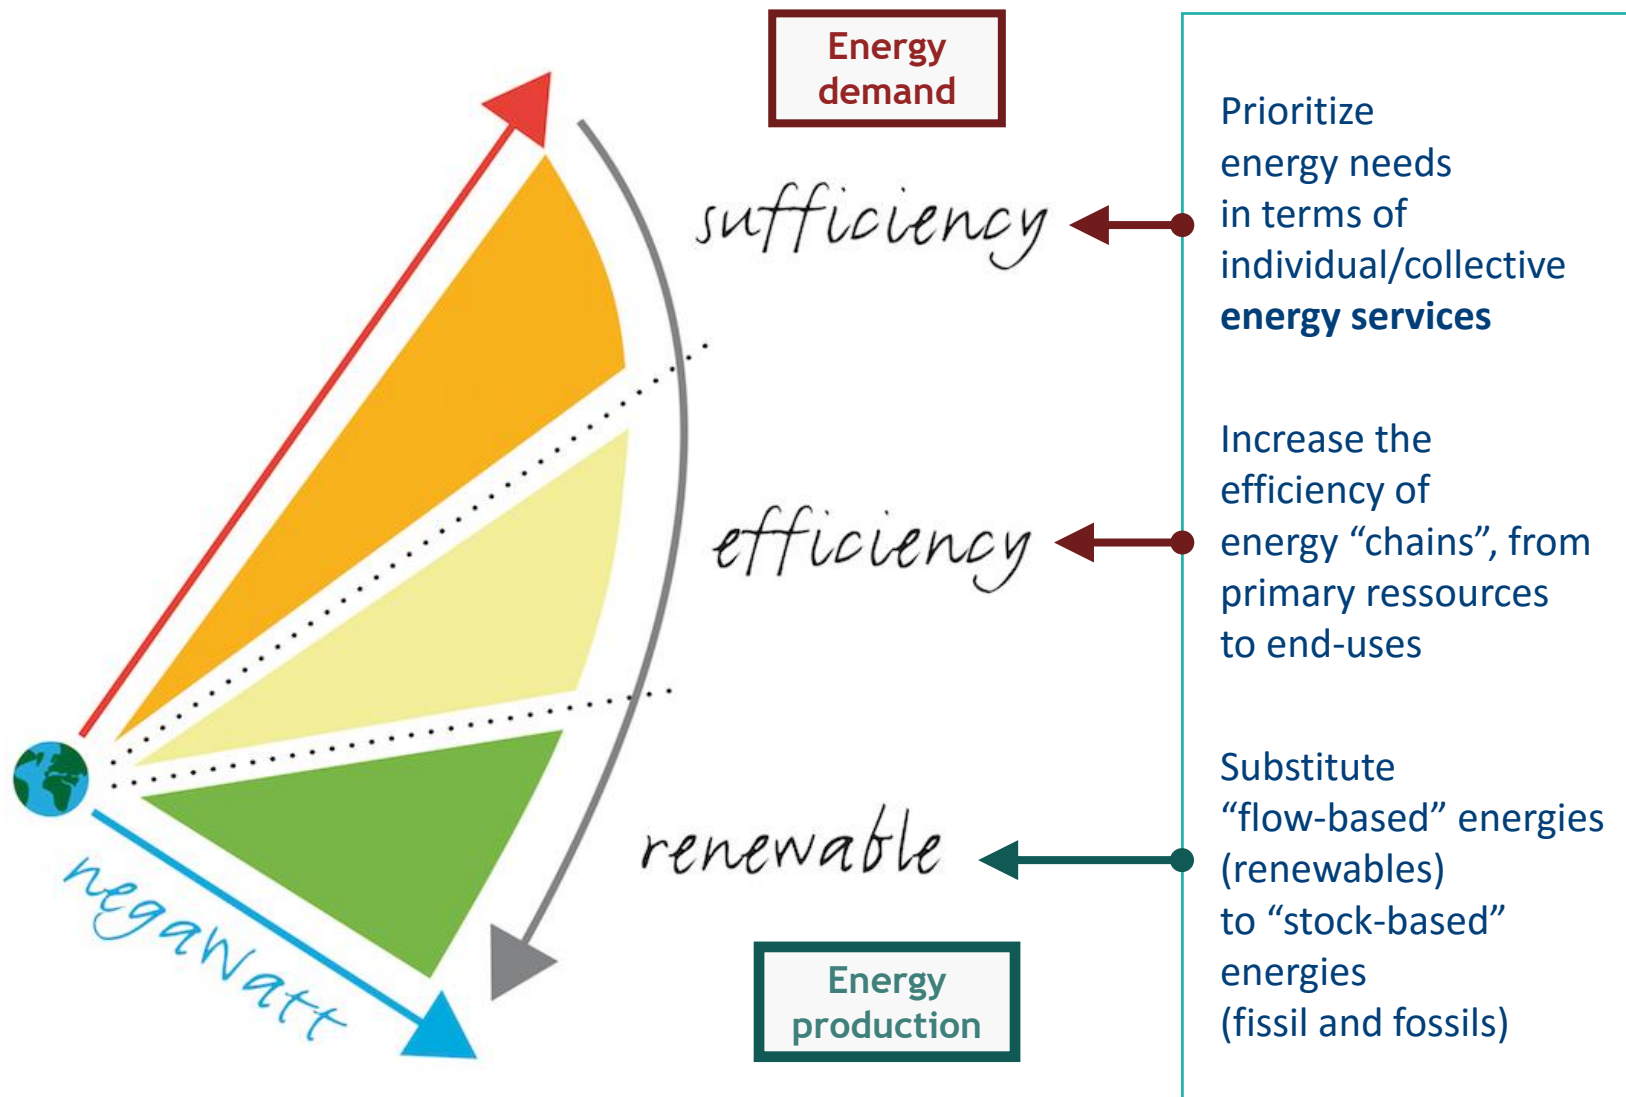 Energy
demand
sufficiency
Prioritize
energy needs
in terms of
individual/collective
energy services
efficiency
Increase the
efficiency of
energy “chains”, from
primary ressources
to end-uses
renewable
Substitute
“flow-based” energies
(renewables)
to “stock-based”
energies
(fissil and fossils)
negaWatt
Energy
production